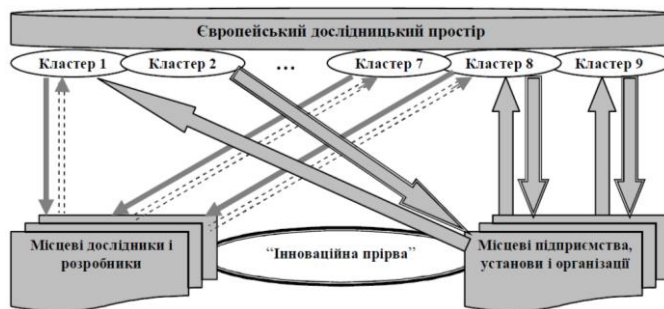 Європейський дослідницький простір
Кластер 1
Кластер 2
...
Кластер 7
Кластер 8
Кластер 9
Місцеві дослідники і
розробники
“Інноваційна прірва”
Місцеві підприємства,
установи і організації